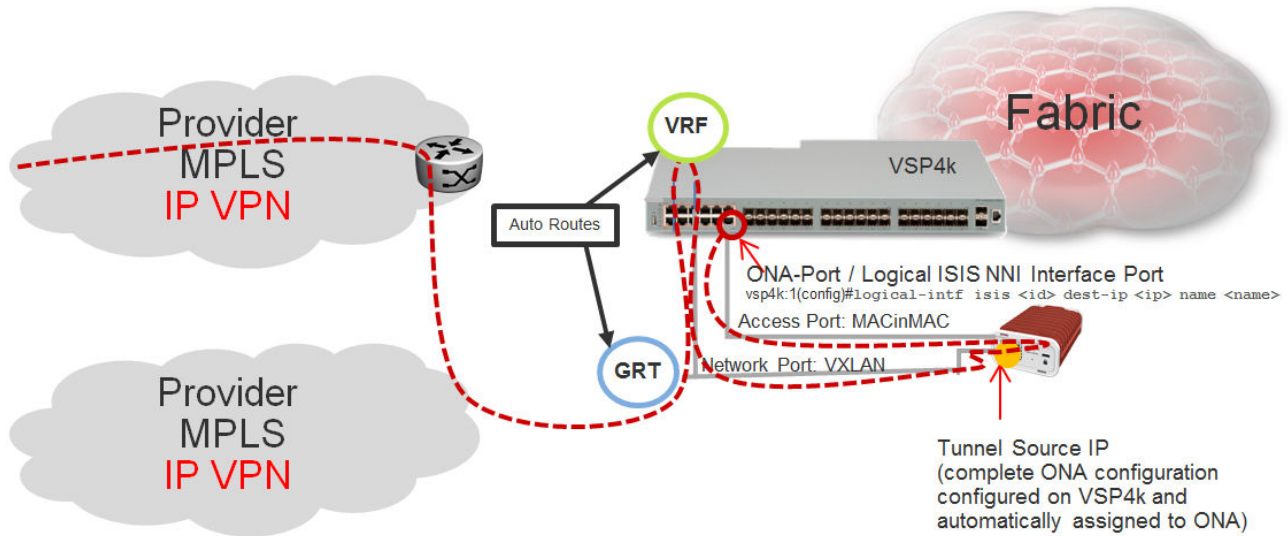 Provider
MPLS
IP VPN
VRF
VSP4k
Fabric
Auto Routes
ONA-Port / Logical ISIS NNI Interface Port
vsp4k:1(config)#logical-intf isis <id> dest-ip <ip> name <name>
Access Port: MACinMAC
GRT
Network Port: VXLAN
Provider
MPLS
IP VPN
Tunnel Source IP
(complete ONA configuration
configured on VSP4k and
automatically assigned to ONA)